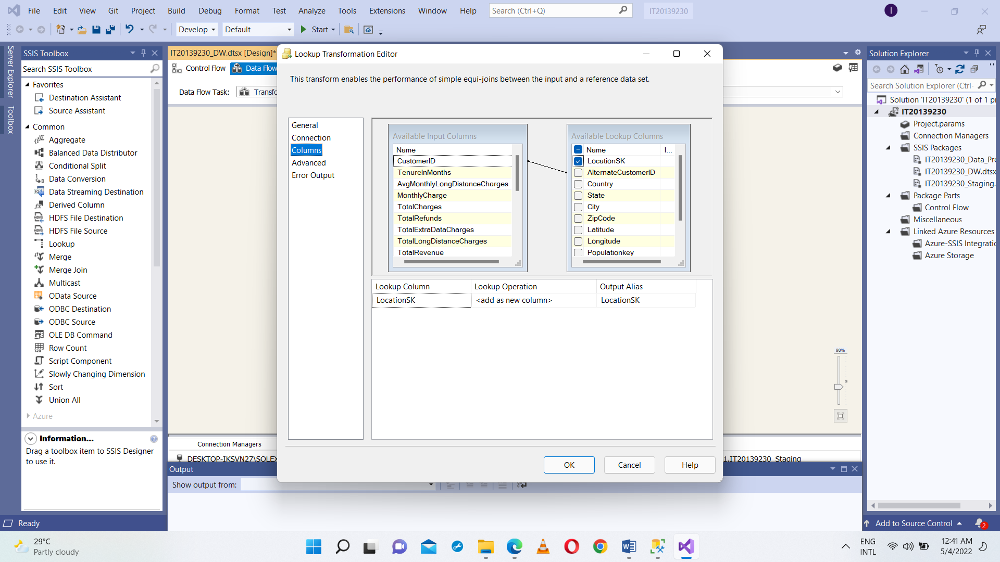 File Edit View Git Project Build Debug Format Test Analyze Tools Extensions Window Help Search (Ctrl+Q) IT20139230 I
Develop Default Start
Server Explorer
Toolbox
SSIS Toolbox
Search SSIS Toolbox
Favorites
Destination Assistant
Source Assistant
Common
Aggregate
Balanced Data Distributor
Conditional Split
Data Conversion
Data Streaming Destination
Derived Column
HDFS File Destination
HDFS File Source
Lookup
Merge
Merge Join
Multicast
OData Source
ODBC Destination
ODBC Source
OLE DB Command
Row Count
Script Component
Slowly Changing Dimension
Sort
Union All
Azure
Information...
Drag a toolbox item to SSIS Designer
to use it.
IT20139230_DW.dtsx [Design]*
Control Flow Data Flow
Data Flow Task: Transfo
Lookup Transformation Editor
This transform enables the performance of simple equi-joins between the input and a reference data set.
General
Connection
Columns
Advanced
Error Output
Available Input Columns
Name
CustomerID
TenureInMonths
AvgMonthlyLongDistanceCharges
MonthlyCharge
TotalCharges
TotalRefunds
TotalExtraDataCharges
TotalLongDistanceCharges
TotalRevenue
Available Lookup Columns
Name I...
LocationSK
AlternateCustomerID
Country
State
City
ZipCode
Latitude
Longitude
Populationkey
Lookup Column Lookup Operation Output Alias
LocationSK <add as new column> LocationSK
OK Cancel Help
80%
Connection Managers
DESKTOP-IKSVN27\SQLEX
1.IT20139230_Staging
Output
Show output from:
Solution Explorer
Search Solution Explorer (Ctrl-
Solution 'IT20139230' (1 of 1 p
IT20139230
Project.params
Connection Managers
SSIS Packages
IT20139230_Data_Pr
IT20139230_DW.dtsx
IT20139230_Staging.
Package Parts
Control Flow
Miscellaneous
Linked Azure Resources
Azure-SSIS Integratio
Azure Storage
Ready
Add to Source Control 2
29°C
Partly cloudy
ENG
INTL
12:41 AM
5/4/2022